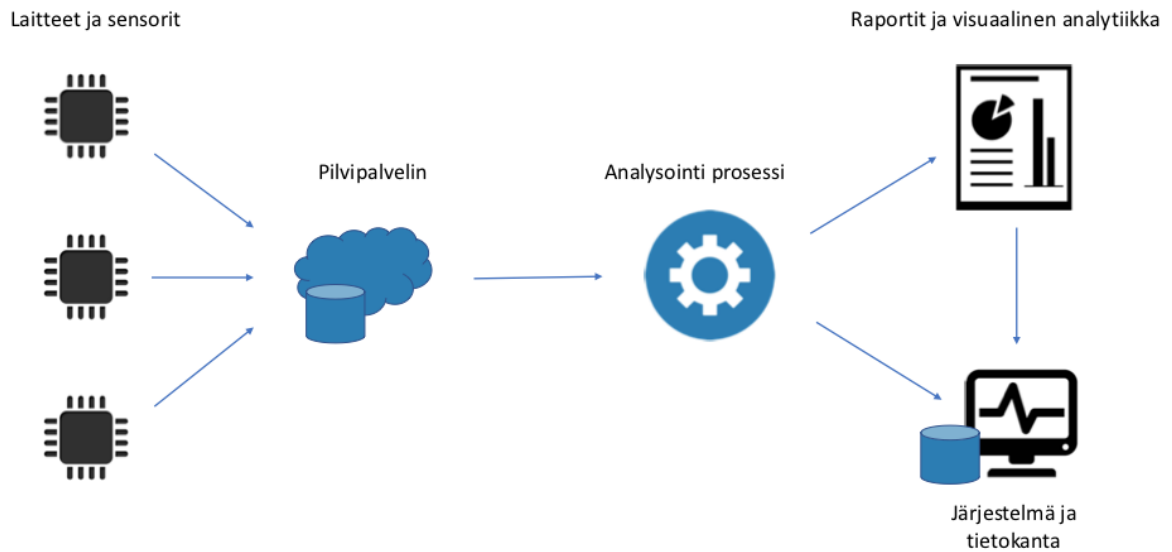 Laitteet ja sensorit
Raportit ja visuaalinen analytiikka
Pilvipalvelin
Analysointi prosessi
Järjestelmä ja
tietokanta